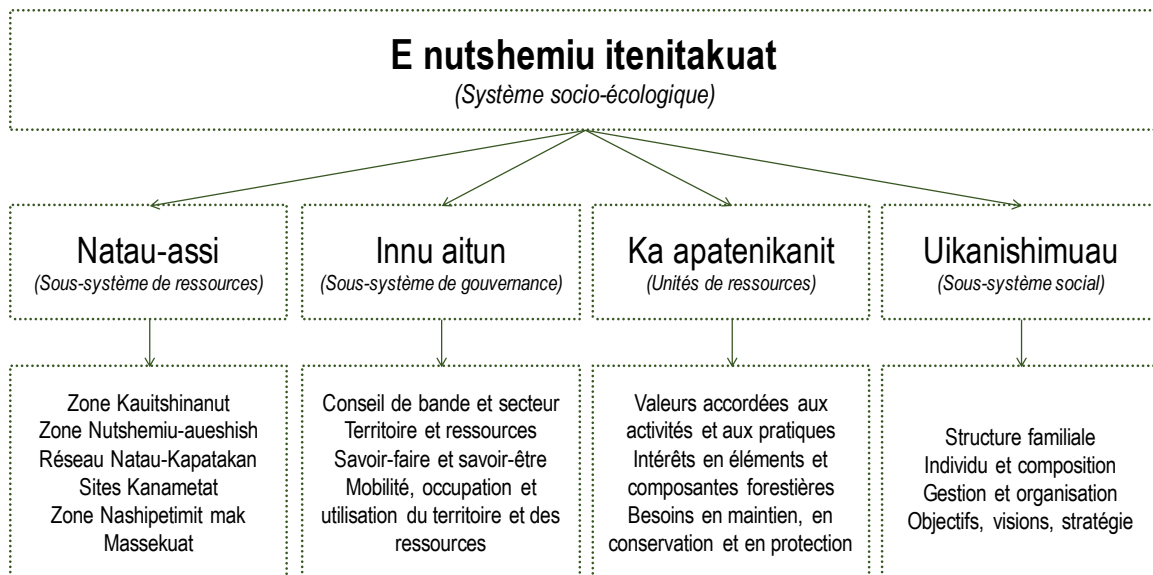 E nutshemiu itenitakuat
(Système socio-écologique)
Natau-assi
(Sous-système de ressources)
Innu aitun
(Sous-système de gouvernance)
Ka apatenikanit
(Unités de ressources)
Uikanishimuau
(Sous-système social)
Zone Kauitshinanut
Zone Nutshemiu-aueshish
Réseau Natau-Kapatakan
Sites Kanametat
Zone Nashipetimit mak
Massekuat
Conseil de bande et secteur
Territoire et ressources
Savoir-faire et savoir-être
Mobilité, occupation et
utilisation du territoire et des
ressources
Valeurs accordées aux
activités et aux pratiques
Intérêts en éléments et
composantes forestières
Besoins en maintien, en
conservation et en protection
Structure familiale
Individu et composition
Gestion et organisation
Objectifs, visions, stratégie